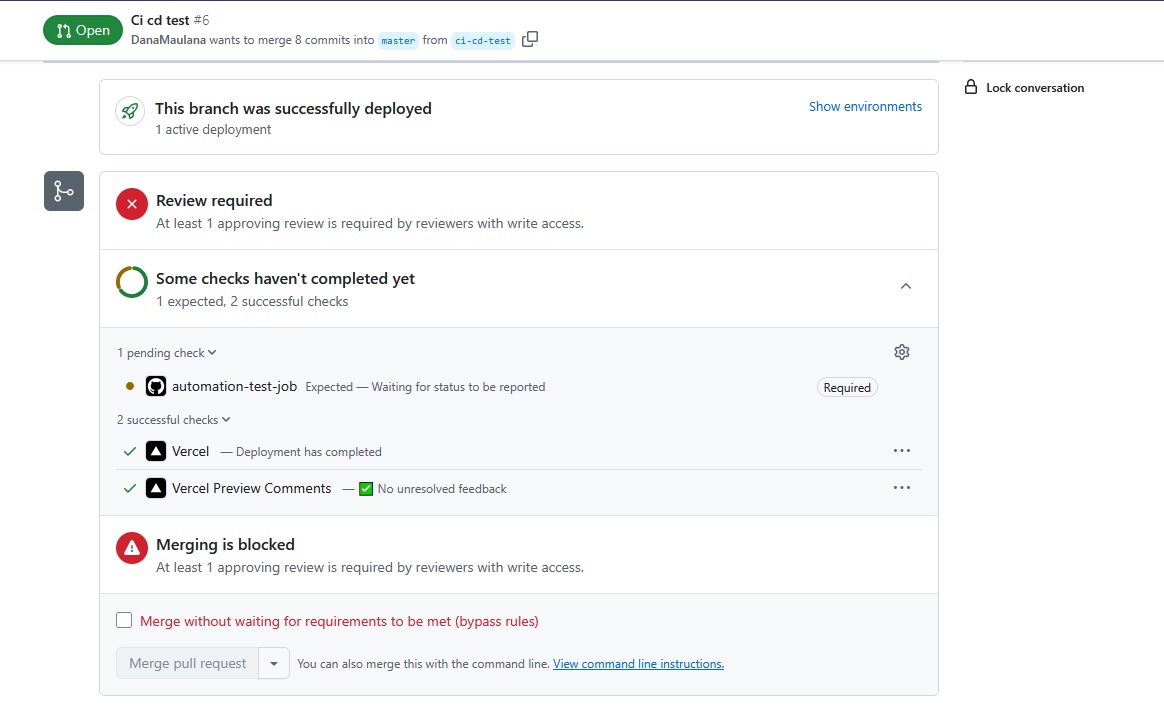 Open
Ci cd test #6
DanaMaulana wants to merge 8 commits into master from ci-cd-test
This branch was successfully deployed
1 active deployment
Show environments
Lock conversation
Review required
At least 1 approving review is required by reviewers with write access.
Some checks haven't completed yet
1 expected, 2 successful checks
1 pending check
automation-test-job Expected — Waiting for status to be reported Required
2 successful checks
Vercel — Deployment has completed
Vercel Preview Comments — ✅ No unresolved feedback
Merging is blocked
At least 1 approving review is required by reviewers with write access.
Merge without waiting for requirements to be met (bypass rules)
Merge pull request You can also merge this with the command line. View command line instructions.